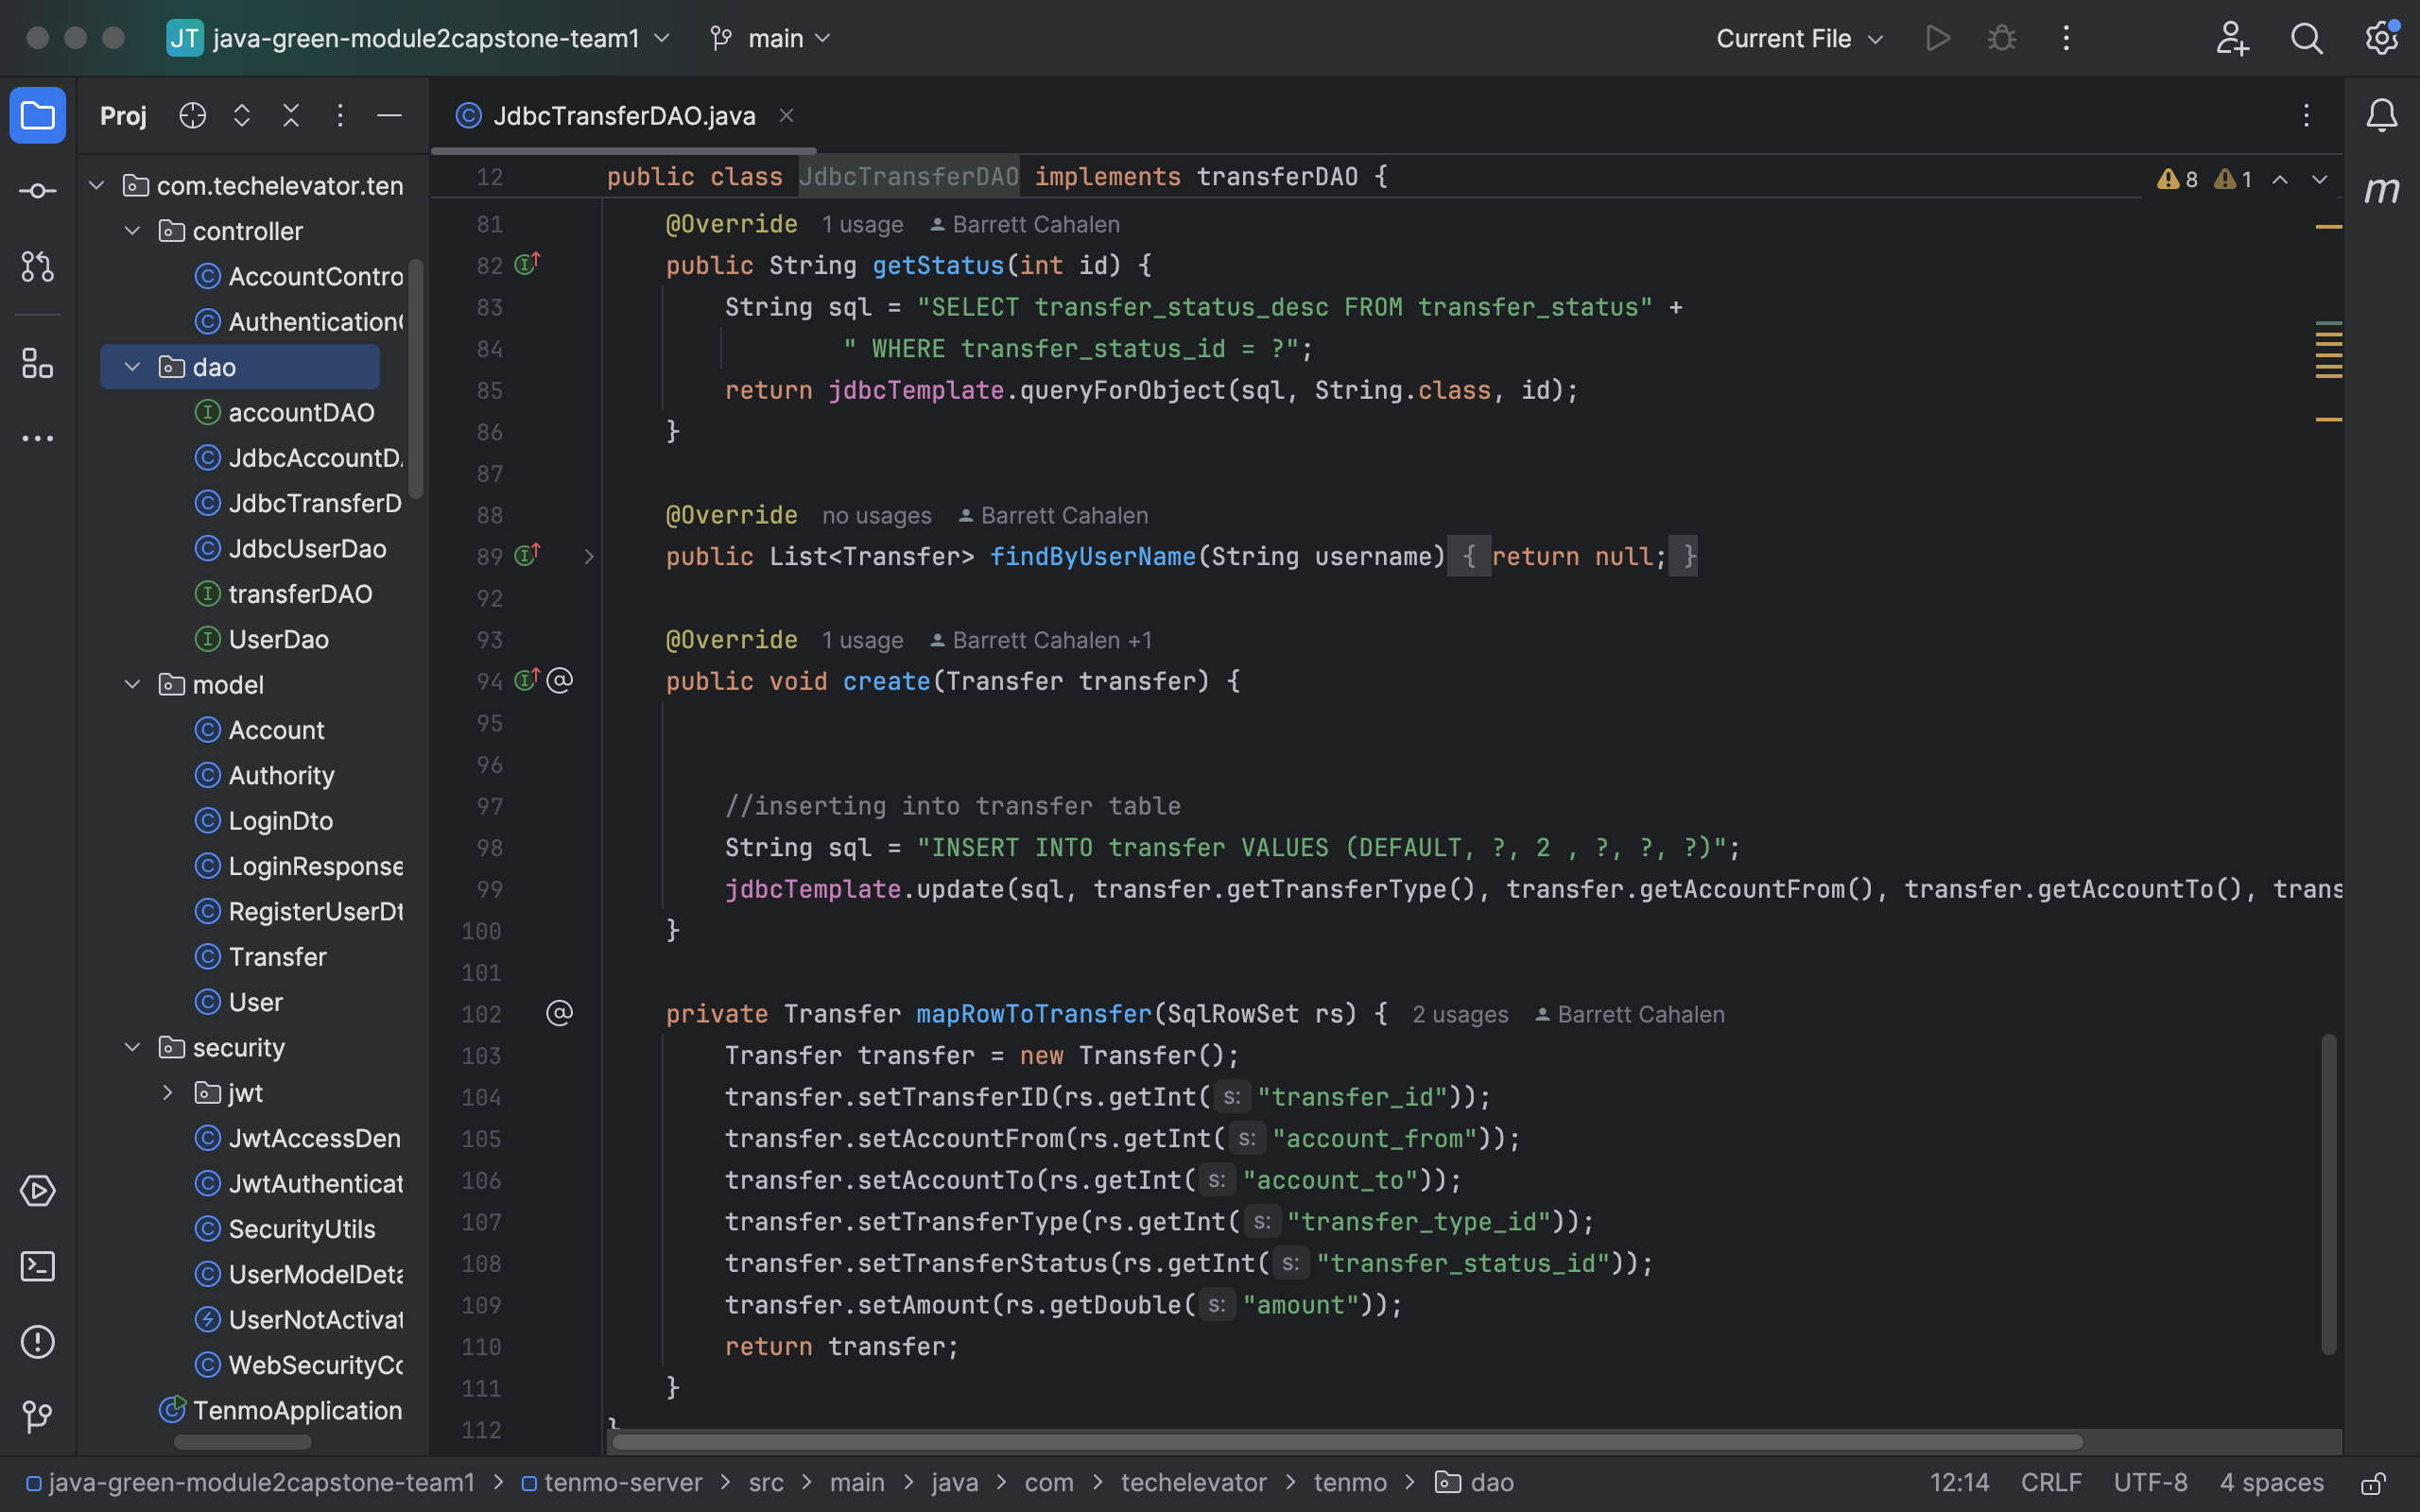 JT java-green-module2capstone-team1 main Current File
Proj
JdbcTransferDAO.java
com.techelevator.ten
controller
AccountContro
Authentication
dao
accountDAO
JdbcAccountDA
JdbcTransferD
JdbcUserDao
transferDAO
UserDao
model
Account
Authority
LoginDto
LoginResponse
RegisterUserDt
Transfer
User
security
jwt
JwtAccessDen
JwtAuthenticat
SecurityUtils
UserModelDeta
UserNotActivat
WebSecurityCo
TenmoApplication
12 public class JdbcTransferDAO implements transferDAO { 8 1
81 @Override 1 usage Barrett Cahalen
82 public String getStatus(int id) {
83 String sql = "SELECT transfer_status_desc FROM transfer_status" +
84 " WHERE transfer_status_id = ?";
85 return jdbcTemplate.queryForObject(sql, String.class, id);
86 }
87
88 @Override no usages Barrett Cahalen
89 public List<Transfer> findByUserName(String username) { return null; }
92
93 @Override 1 usage Barrett Cahalen +1
94 @ public void create(Transfer transfer) {
95
96
97 //inserting into transfer table
98 String sql = "INSERT INTO transfer VALUES (DEFAULT, ?, 2 , ?, ?, ?)";
99 jdbcTemplate.update(sql, transfer.getTransferType(), transfer.getAccountFrom(), transfer.getAccountTo(), trans
100 }
101
102 @ private Transfer mapRowToTransfer(SqlRowSet rs) { 2 usages Barrett Cahalen
103 Transfer transfer = new Transfer();
104 transfer.setTransferID(rs.getInt( s: "transfer_id"));
105 transfer.setAccountFrom(rs.getInt( s: "account_from"));
106 transfer.setAccountTo(rs.getInt( s: "account_to"));
107 transfer.setTransferType(rs.getInt( s: "transfer_type_id"));
108 transfer.setTransferStatus(rs.getInt( s: "transfer_status_id"));
109 transfer.setAmount(rs.getDouble( s: "amount"));
110 return transfer;
111 }
112 }
m
java-green-module2capstone-team1 > tenmo-server > src > main > java > com > techelevator > tenmo > dao 12:14 CRLF UTF-8 4 spaces